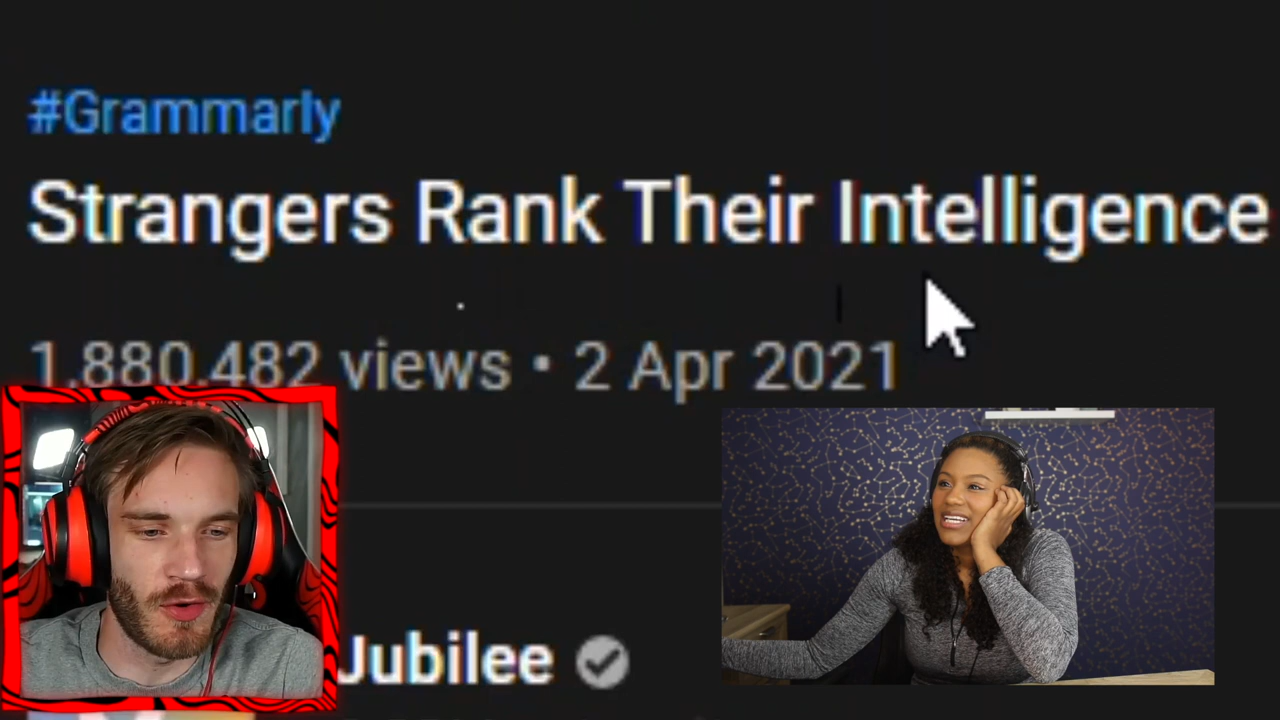 #Grammarly
Strangers Rank Their Intelligence
1.880.482 views • 2 Apr 2021
Jubilee